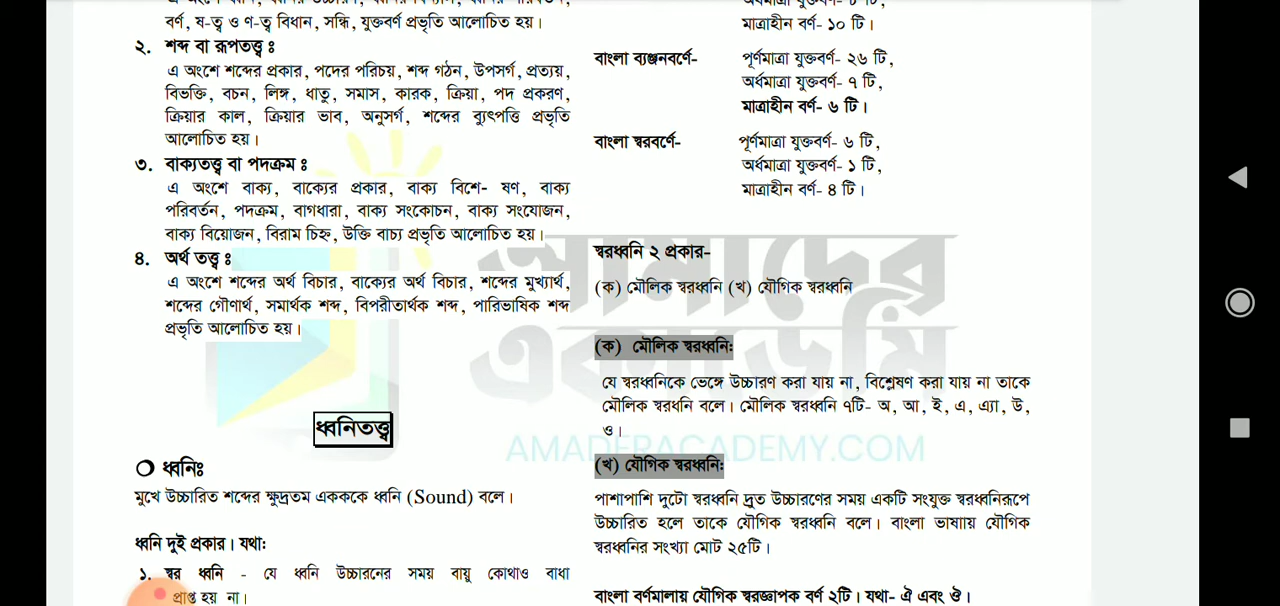 বর্ণ, ষ-ত্ব ও ণ-ত্ব বিধান, সন্ধি, যুক্তবর্ণ প্রভৃতি আলোচিত হয়।
২. শব্দ বা রূপতত্ত্ব ঃ
এ অংশে শব্দের প্রকার, পদের পরিচয়, শব্দ গঠন, উপসর্গ, প্রত্যয়,
বিভক্তি, বচন, লিঙ্গ, ধাতু, সমাস, কারক, ক্রিয়া, পদ প্রকরণ,
ক্রিয়ার কাল, ক্রিয়ার ভাব, অনুসর্গ, শব্দের ব্যুৎপত্তি প্রভৃতি
আলোচিত হয়।
৩. বাক্যতত্ত্ব বা পদক্রম ঃ
এ অংশে বাক্য, বাক্যের প্রকার, বাক্য বিশে- ষণ, বাক্য
পরিবর্তন, পদক্রম, বাগধারা, বাক্য সংকোচন, বাক্য সংযোজন,
বাক্য বিয়োজন, বিরাম চিহ্ন, উক্তি বাচ্য প্রভৃতি আলোচিত হয়।
৪. অর্থ তত্ত্ব ঃ
এ অংশে শব্দের অর্থ বিচার, বাক্যের অর্থ বিচার, শব্দের মুখ্যার্থ,
শব্দের গৌণার্থ, সমার্থক শব্দ, বিপরীতার্থক শব্দ, পারিভাষিক শব্দ
প্রভৃতি আলোচিত হয়।
ধ্বনিতত্ত্ব
❍ ধ্বনিঃ
মুখে উচ্চারিত শব্দের ক্ষুদ্রতম একককে ধ্বনি (Sound) বলে।
ধ্বনি দুই প্রকার। যথা:
১. স্বর ধ্বনি - যে ধ্বনি উচ্চারনের সময় বায়ু কোথাও বাধা
প্রাপ্ত হয় না।
অর্ধমাত্রা যুক্তবর্ণ- ৮ টি,
মাত্রাহীন বর্ণ- ১০ টি।
বাংলা ব্যঞ্জনবর্ণে- পূর্ণমাত্রা যুক্তবর্ণ- ২৬ টি,
অর্ধমাত্রা যুক্তবর্ণ- ৭ টি,
মাত্রাহীন বর্ণ- ৬ টি।
বাংলা স্বরবর্ণে- পূর্ণমাত্রা যুক্তবর্ণ- ৬ টি,
অর্ধমাত্রা যুক্তবর্ণ- ১ টি,
মাত্রাহীন বর্ণ- ৪ টি।
স্বরধ্বনি ২ প্রকার-
(ক) মৌলিক স্বরধ্বনি (খ) যৌগিক স্বরধ্বনি
(ক) মৌলিক স্বরধ্বনি:
যে স্বরধ্বনিকে ভেঙ্গে উচ্চারণ করা যায় না, বিশ্লেষণ করা যায় না তাকে
মৌলিক স্বরধনি বলে। মৌলিক স্বরধ্বনি ৭টি- অ, আ, ই, এ, এ্যা, উ,
ও।
(খ) যৌগিক স্বরধ্বনি:
পাশাপাশি দুটো স্বরধ্বনি দ্রুত উচ্চারণের সময় একটি সংযুক্ত স্বরধ্বনিরূপে
উচ্চারিত হলে তাকে যৌগিক স্বরধ্বনি বলে। বাংলা ভাষাায় যৌগিক
স্বরধ্বনির সংখ্যা মোট ২৫টি।
বাংলা বর্ণমালায় যৌগিক স্বরজ্ঞাপক বর্ণ ২টি। যথা- ঐ এবং ঔ।
আমাদের
একাডেমি
AMADERACADEMY.COM